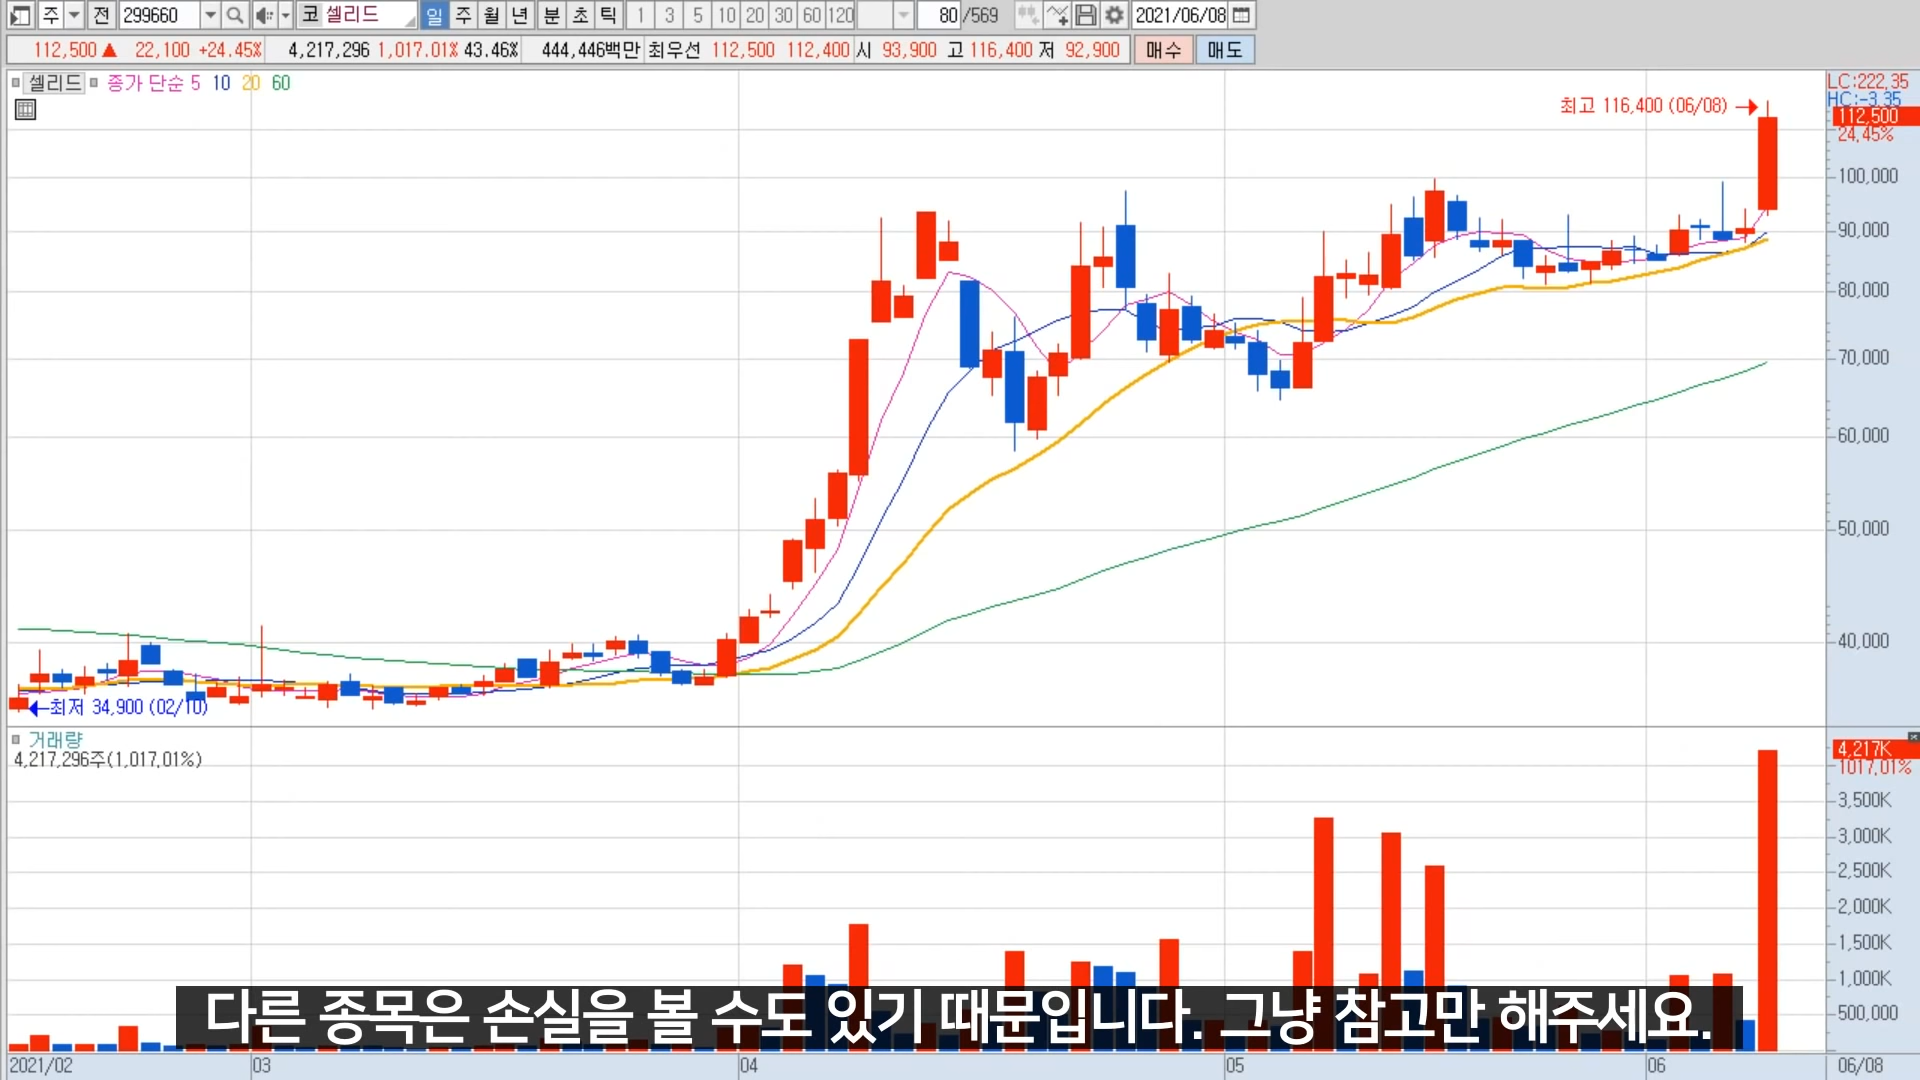 주 전 299660 코 셀리드 일 주 월 년 분 초 틱 1 3 5 10 20 30 60 120 80 /569 2021/06/08
112,500 ▲ 22,100 +24.45% 4,217,296 1,017.01% 43.46% 444,446백만 최우선 112,500 112,400 시 93,900 고 116,400 저 92,900 매수 매도
셀리드 종가 단순 5 10 20 60
LC:222.35
HC:-3.35
최고 116,400 (06/08)
112,500
24.45%
100,000
90,000
80,000
70,000
60,000
50,000
40,000
최저 34,900 (02/10)
거래량
4,217,296주(1,017.01%)
4,217K
1017.01%
3,500K
3,000K
2,500K
2,000K
1,500K
1,000K
500,000
다른 종목은 손실을 볼 수도 있기 때문입니다. 그냥 참고만 해주세요.
2021/02 03 04 05 06 06/08